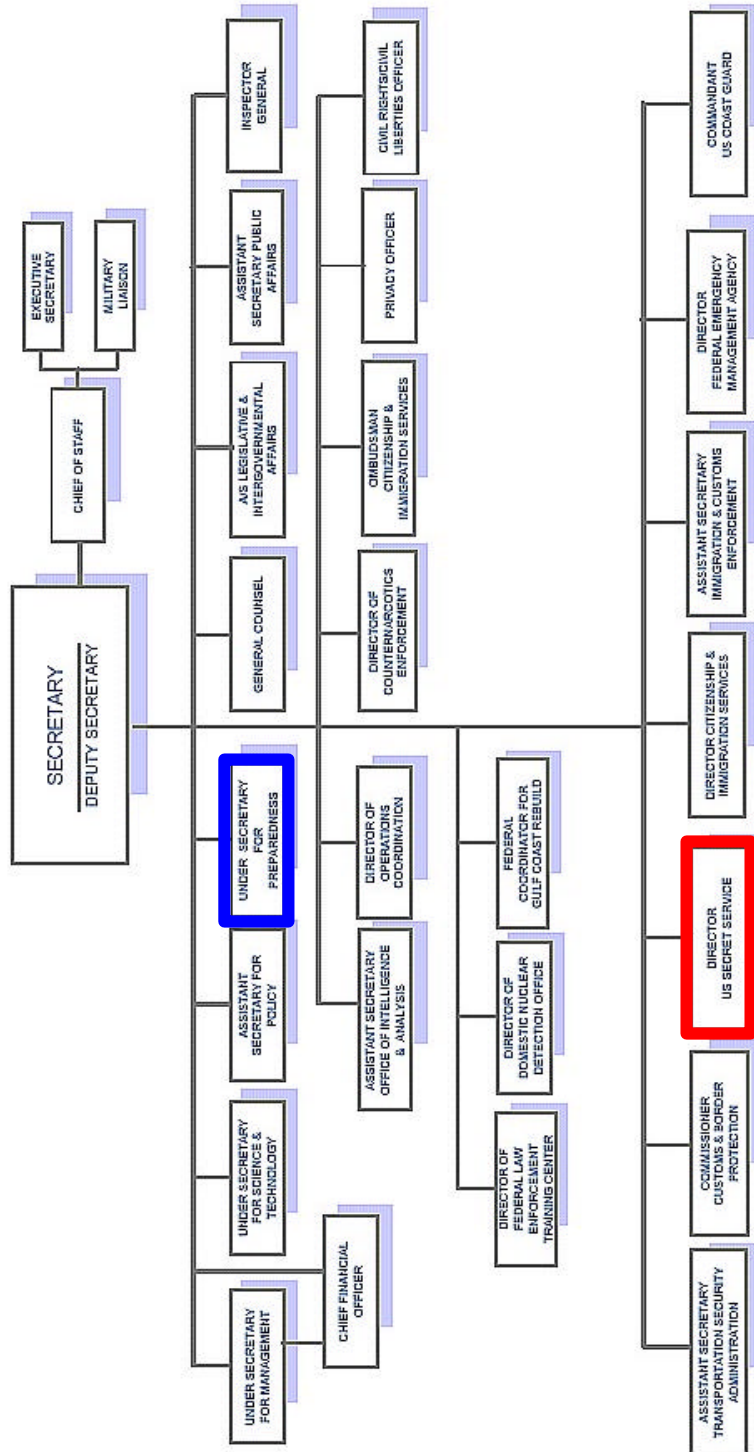 SECRETARY
DEPUTY SECRETARY
CHIEF OF STAFF
EXECUTIVE
SECRETARY
MILITARY
LIAISON
UNDER SECRETARY
FOR MANAGEMENT
UNDER SECRETARY
FOR SCIENCE &
TECHNOLOGY
ASSISTANT
SECRETARY FOR
POLICY
UNDER SECRETARY
FOR
PREPAREDNESS
GENERAL COUNSEL
A/S LEGISLATIVE &
INTERGOVERNMENTAL
AFFAIRS
ASSISTANT
SECRETARY PUBLIC
AFFAIRS
INSPECTOR
GENERAL
CHIEF FINANCIAL
OFFICER
ASSISTANT SECRETARY
OFFICE OF INTELLIGENCE
& ANALYSIS
DIRECTOR OF
OPERATIONS
COORDINATION
DIRECTOR OF
COUNTERNARCOTICS
ENFORCEMENT
OMBUDSMAN
CITIZENSHIP &
IMMIGRATION SERVICES
PRIVACY OFFICER
CIVIL RIGHTS/CIVIL
LIBERTIES OFFICER
DIRECTOR OF
FEDERAL LAW
ENFORCEMENT
TRAINING CENTER
DIRECTOR OF
DOMESTIC NUCLEAR
DETECTION OFFICE
FEDERAL
COORDINATOR FOR
GULF COAST REBUILD
ASSISTANT SECRETARY
TRANSPORTATION SECURITY
ADMINISTRATION
COMMISSIONER
CUSTOMS & BORDER
PROTECTION
DIRECTOR
US SECRET SERVICE
DIRECTOR CITIZENSHIP &
IMMIGRATION SERVICES
ASSISTANT SECRETARY
IMMIGRATION & CUSTOMS
ENFORCEMENT
DIRECTOR
FEDERAL EMERGENCY
MANAGEMENT AGENCY
COMMANDANT
US COAST GUARD